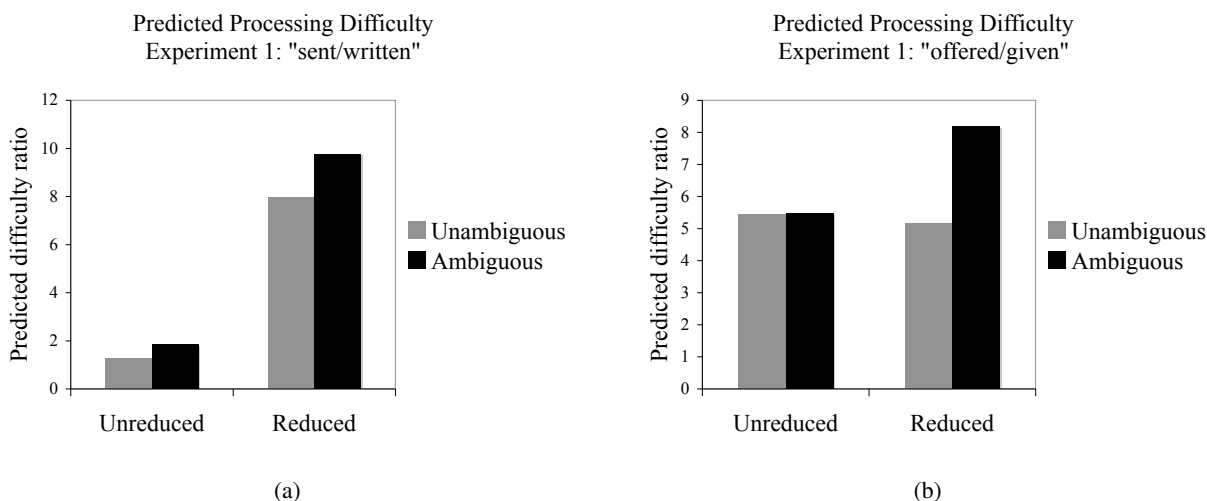 Predicted Processing Difficulty
Experiment 1: "sent/written"
Predicted difficulty ratio
12
10
8
6
4
2
0
Unreduced
Reduced
Unambiguous
Ambiguous
(a)
Predicted Processing Difficulty
Experiment 1: "offered/given"
Predicted difficulty ratio
9
8
7
6
5
4
3
2
1
0
Unreduced
Reduced
Unambiguous
Ambiguous
(b)